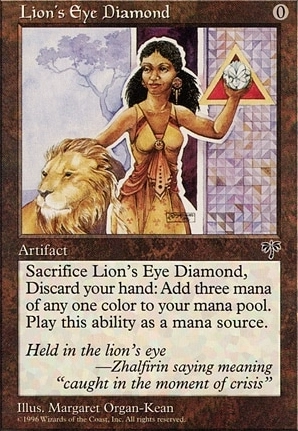 Lion's Eye Diamond 0
Artifact
Sacrifice Lion's Eye Diamond,
Discard your hand: Add three mana
of any one color to your mana pool.
Play this ability as a mana source.
Held in the lion's eye
—Zhalfirin saying meaning
"caught in the moment of crisis"
Illus. Margaret Organ-Kean
©1996 Wizards of the Coast, Inc. All rights reserved.